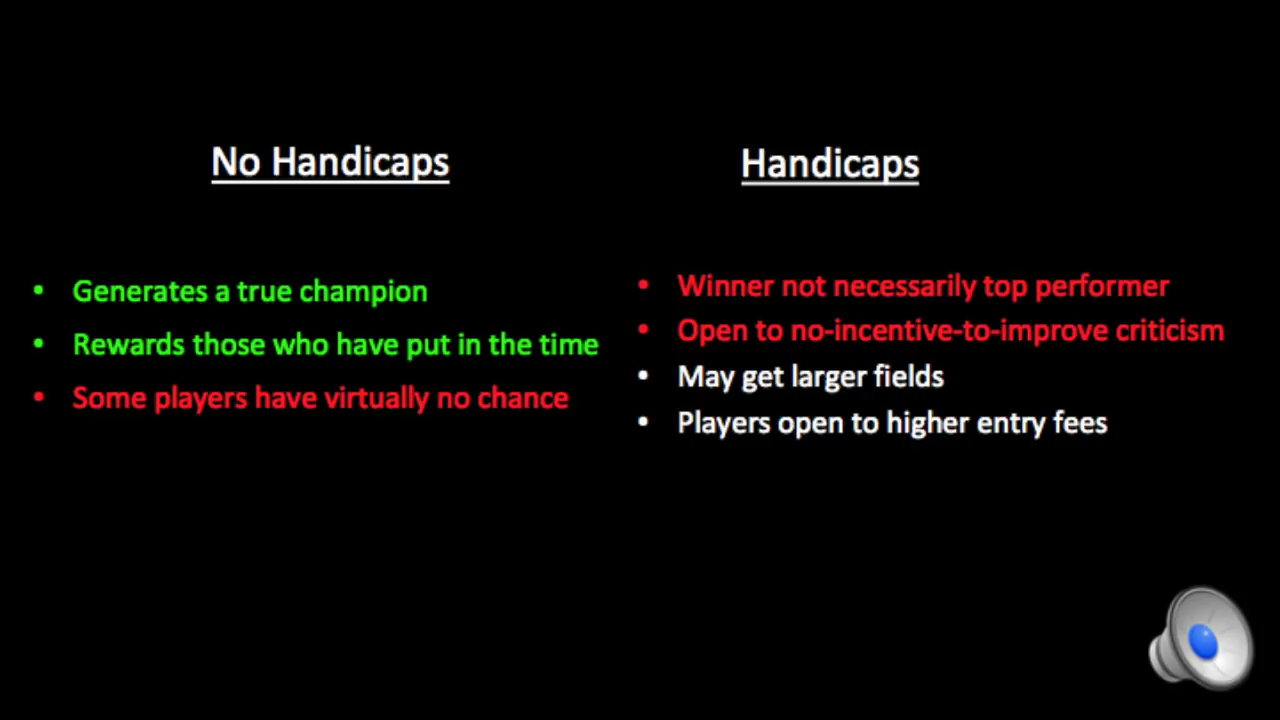 No Handicaps
• Generates a true champion
• Rewards those who have put in the time
• Some players have virtually no chance
Handicaps
• Winner not necessarily top performer
• Open to no-incentive-to-improve criticism
• May get larger fields
• Players open to higher entry fees